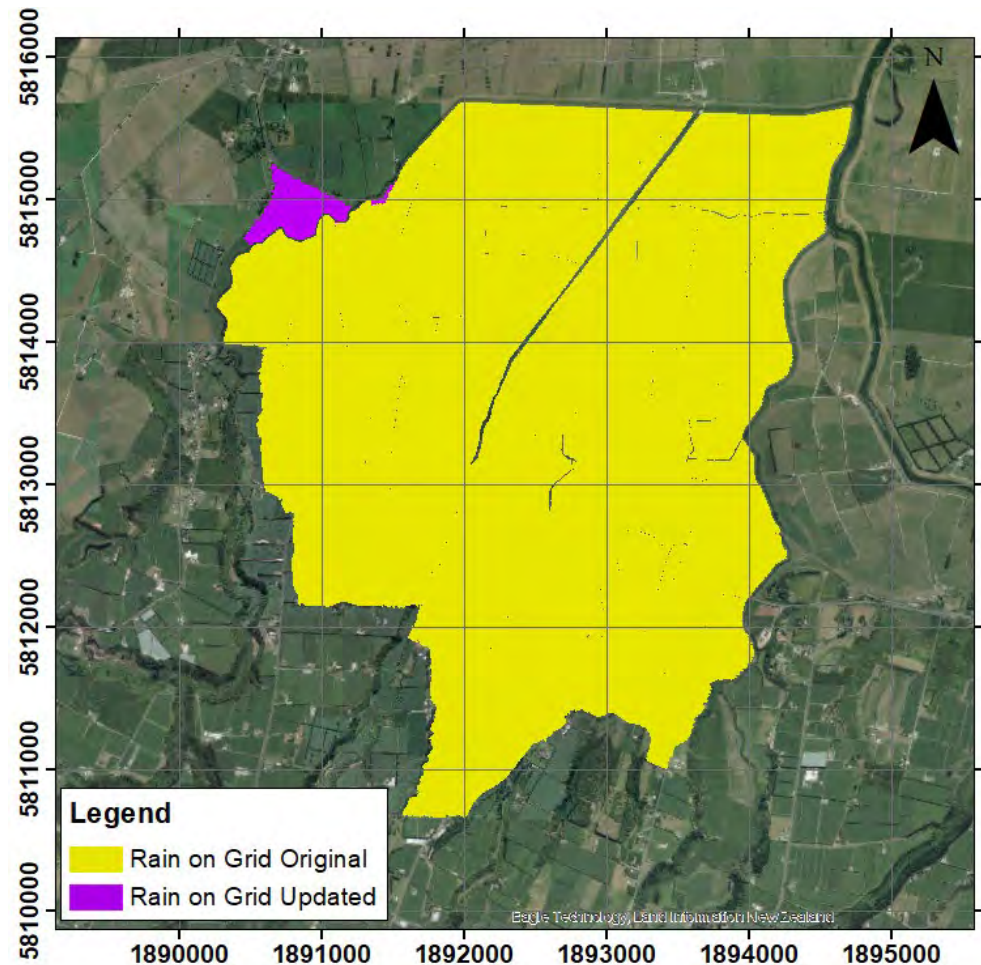 N
5816000
5815000
5814000
5813000
5812000
5811000
5810000
Legend
Rain on Grid Original
Rain on Grid Updated
Eagle Technology, Land Information New Zealand
1890000 1891000 1892000 1893000 1894000 1895000